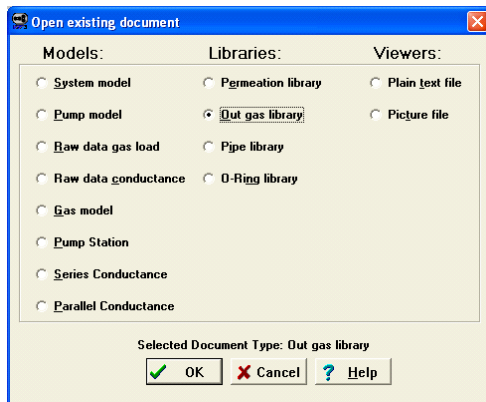 Open existing document
Models: Libraries: Viewers:
System model Permeation library Plain text file
Pump model Out gas library Picture file
Raw data gas load Pipe library
Raw data conductance O-Ring library
Gas model
Pump Station
Series Conductance
Parallel Conductance
Selected Document Type: Out gas library
OK Cancel Help